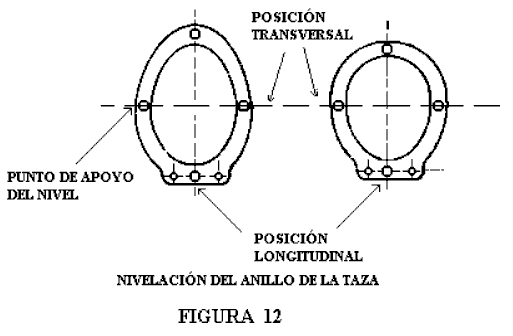 POSICIÓN
TRANSVERSAL
PUNTO DE APOYO
DEL NIVEL
POSICIÓN
LONGITUDINAL
NIVELACIÓN DEL ANILLO DE LA TAZA
FIGURA 12